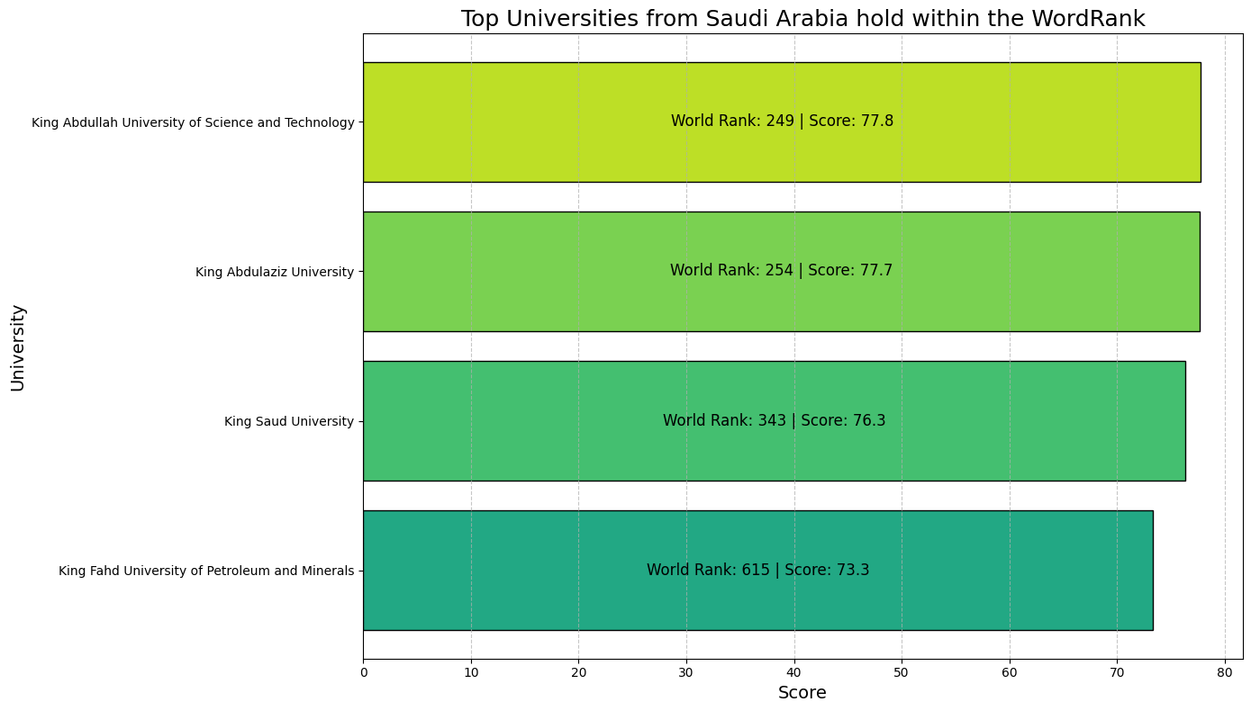 Top Universities from Saudi Arabia hold within the WordRank
University
King Abdullah University of Science and Technology
World Rank: 249 | Score: 77.8
King Abdulaziz University
World Rank: 254 | Score: 77.7
King Saud University
World Rank: 343 | Score: 76.3
King Fahd University of Petroleum and Minerals
World Rank: 615 | Score: 73.3
0 10 20 30 40 50 60 70 80
Score